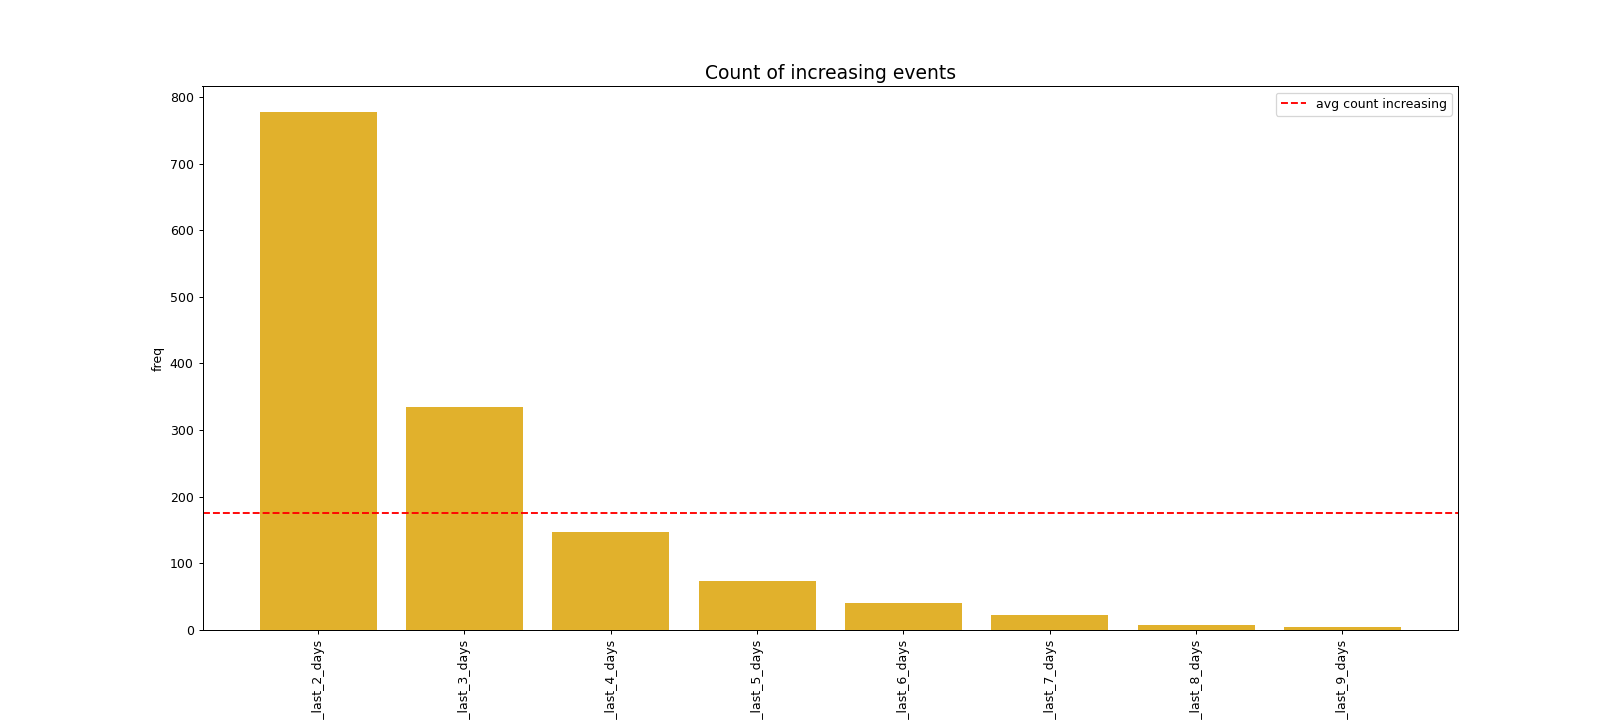 Count of increasing events
avg count increasing
freq
800
700
600
500
400
300
200
100
0
_last_2_days
_last_3_days
_last_4_days
_last_5_days
_last_6_days
_last_7_days
_last_8_days
_last_9_days